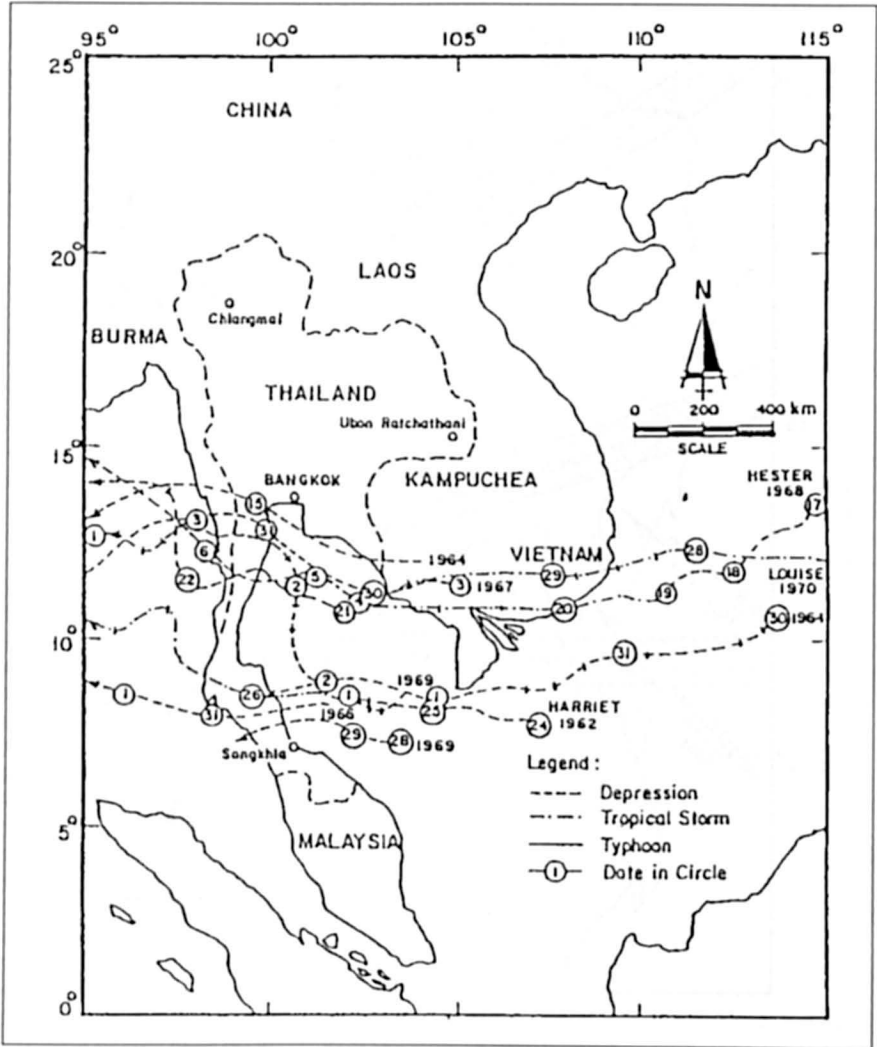 95° 100° 105° 110° 115°
25°
CHINA
20°
LAOS
Chiangmai
N
BURMA
THAILAND
0 200 400 km
SCALE
Ubon Ratchathani
15°
BANGKOK
KAMPUCHEA
HESTER
1968
17
15
3
31
1
VIETNAM
28
6
1964
22
5
29
18
2
30
3
1967
19
LOUISE
1970
4
21
20
30
1964
10°
31
2
1969
1
26
1
1
25
HARRIET
1962
31
1966
24
29
28
1969
Songkhla
Legend :
Depression
5°
Tropical Storm
MALAYSIA
Typhoon
1
Date in Circle
0°